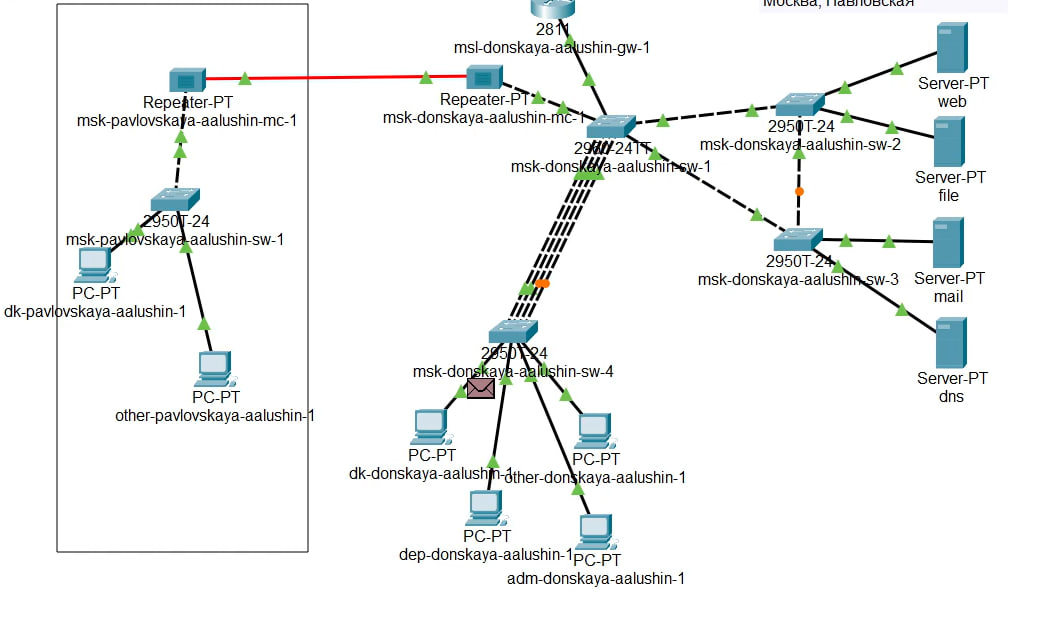 Москва, Павловская
2811
msl-donskaya-aalushin-gw-1
Repeater-PT
msk-pavlovskaya-aalushin-mc-1
Repeater-PT
msk-donskaya-aalushin-mc-1
2960-24TT
msk-donskaya-aalushin-sw-1
2950T-24
msk-donskaya-aalushin-sw-2
Server-PT
web
Server-PT
file
2950T-24
msk-pavlovskaya-aalushin-sw-1
PC-PT
dk-pavlovskaya-aalushin-1
2950T-24
msk-donskaya-aalushin-sw-3
Server-PT
mail
Server-PT
dns
2950T-24
msk-donskaya-aalushin-sw-4
PC-PT
other-pavlovskaya-aalushin-1
PC-PT
dk-donskaya-aalushin-1
PC-PT
other-donskaya-aalushin-1
PC-PT
dep-donskaya-aalushin-1
PC-PT
adm-donskaya-aalushin-1